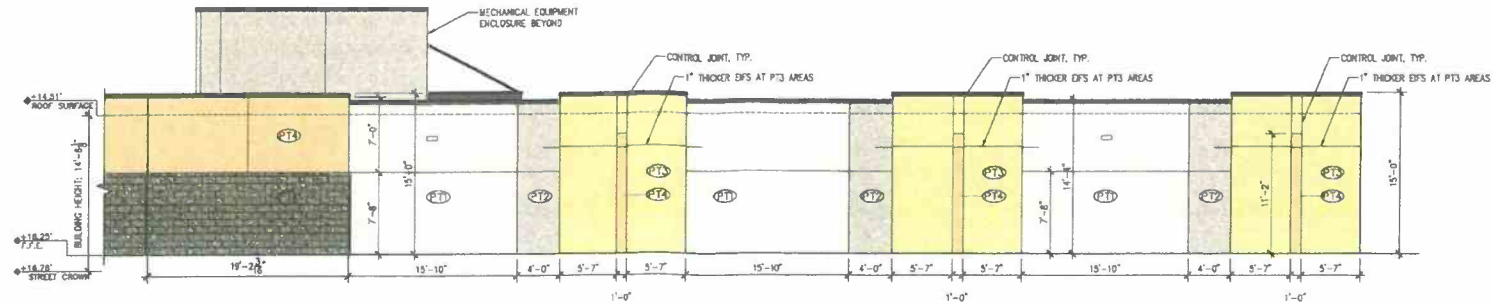 MECHANICAL EQUIPMENT
ENCLOSURE BEYOND
CONTROL JOINT, TYP.
1" THICKER EIFS AT PT3 AREAS
CONTROL JOINT, TYP.
1" THICKER EIFS AT PT3 AREAS
CONTROL JOINT, TYP.
1" THICKER EIFS AT PT3 AREAS
ROOF SURFACE
BUILDING HEIGHT:
PT4
7'-0"
15'-0"
7'-8"
PT1
PT2
PT3
PT4
PT1
PT2
PT3
PT4
7'-8"
14'-4"
PT1
PT2
11'-2"
PT3
PT4
15'-0"
F.F.E.
STREET CROWN
15'-10"
4'-0"
5'-7"
5'-7"
15'-10"
4'-0"
5'-7"
5'-7"
15'-10"
4'-0"
5'-7"
5'-7"
1'-0"
1'-0"
1'-0"